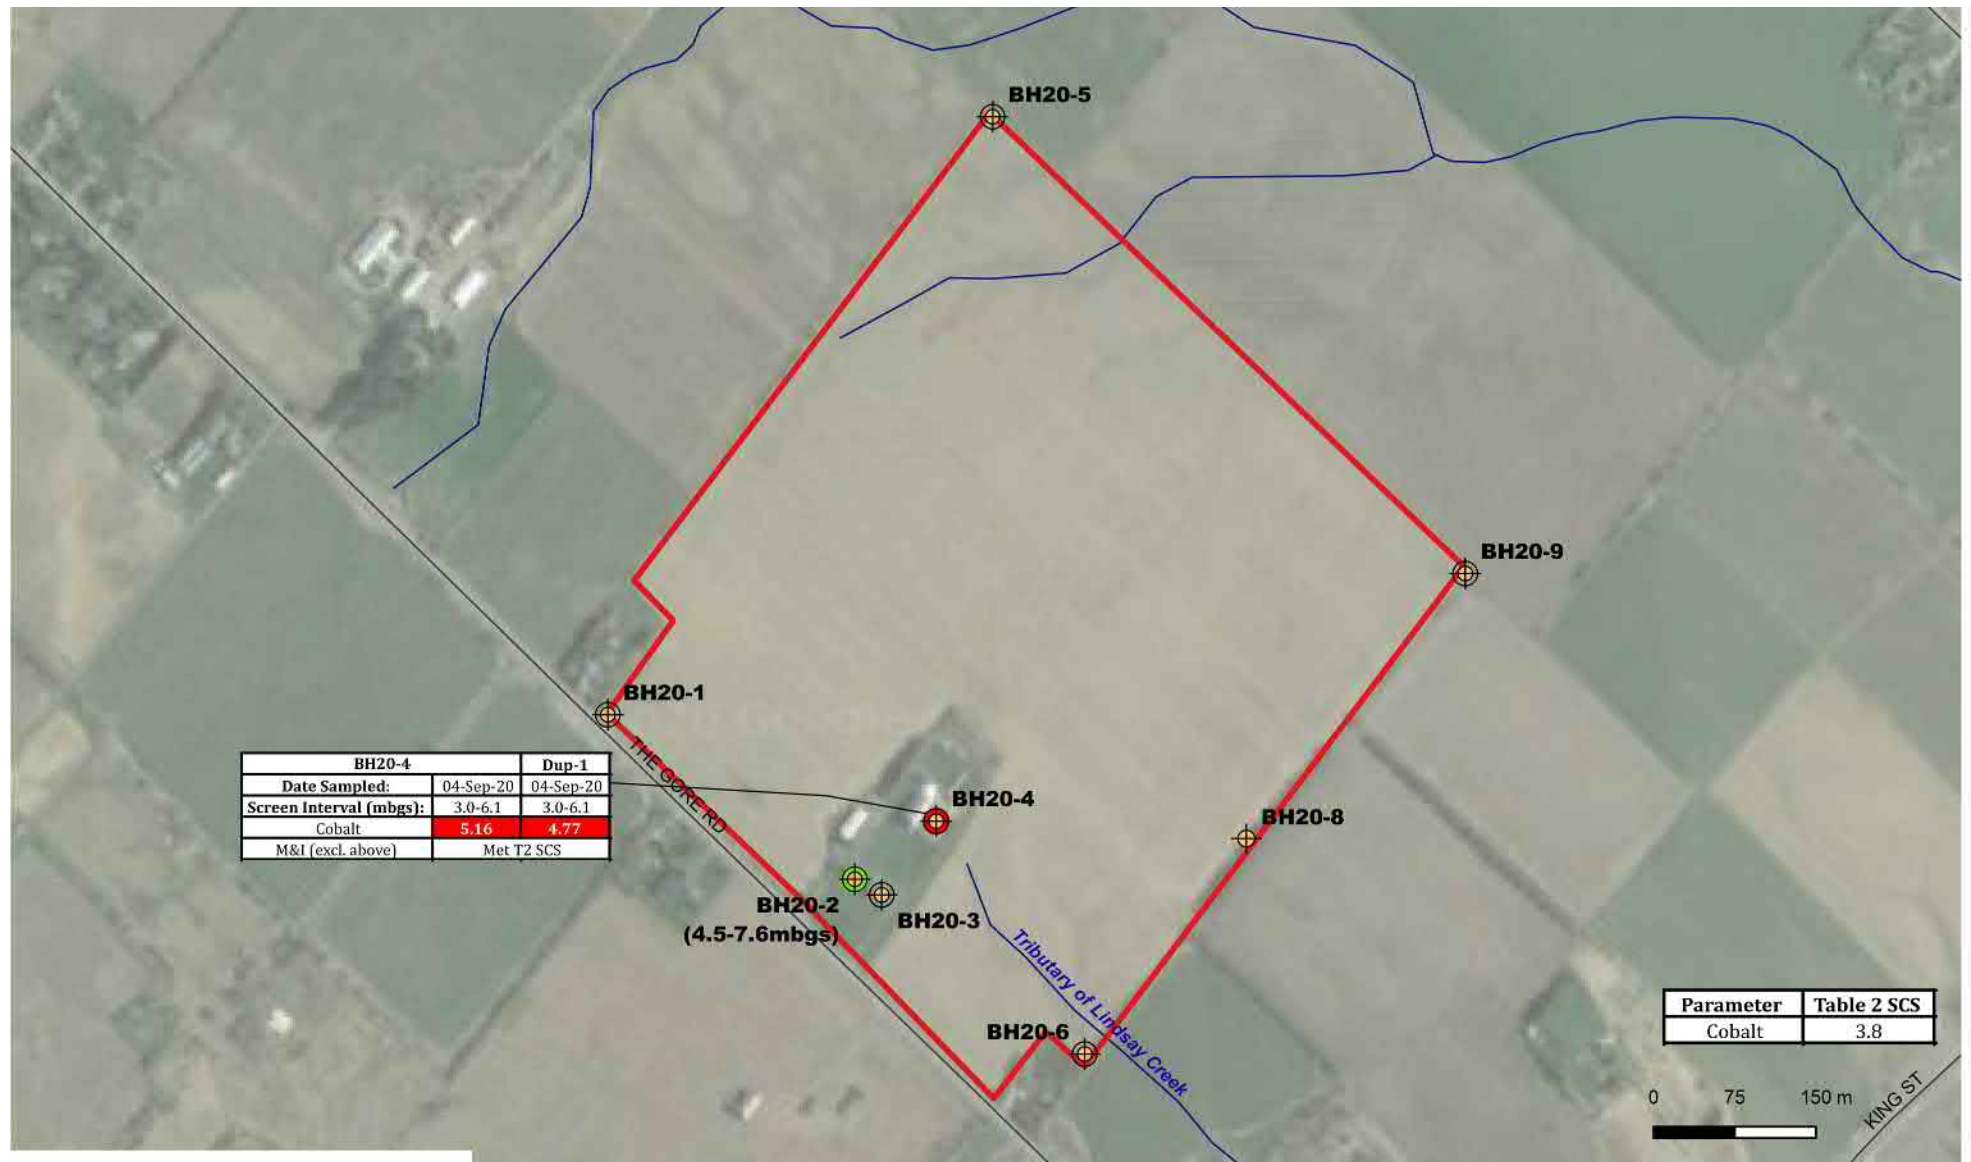 BH20-5
BH20-9
BH20-1
THE GORE RD
BH20-4 Dup-1
Date Sampled: 04-Sep-20 04-Sep-20
Screen Interval (mbgs): 3.0-6.1 3.0-6.1
Cobalt 5.16 4.77
M&I (excl. above) Met T2 SCS
BH20-4
BH20-8
BH20-2
(4.5-7.6mbgs)
BH20-3
Tributary of Lindsay Creek
BH20-6
Parameter Table 2 SCS
Cobalt 3.8
0 75 150 m
KING ST